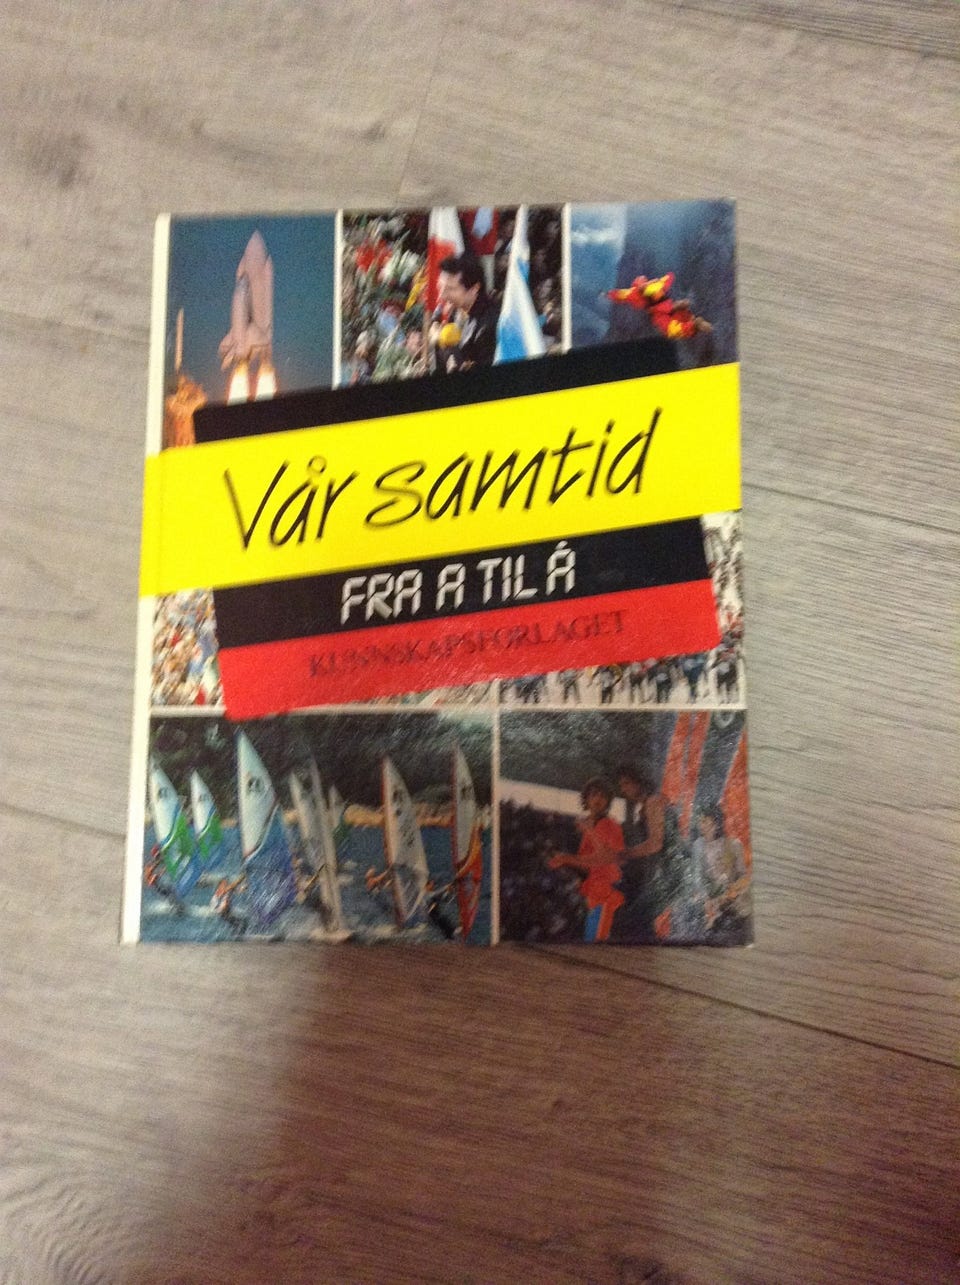 Vår samtid
FRA A TIL Å
KUNNSKAPSFORLAGET